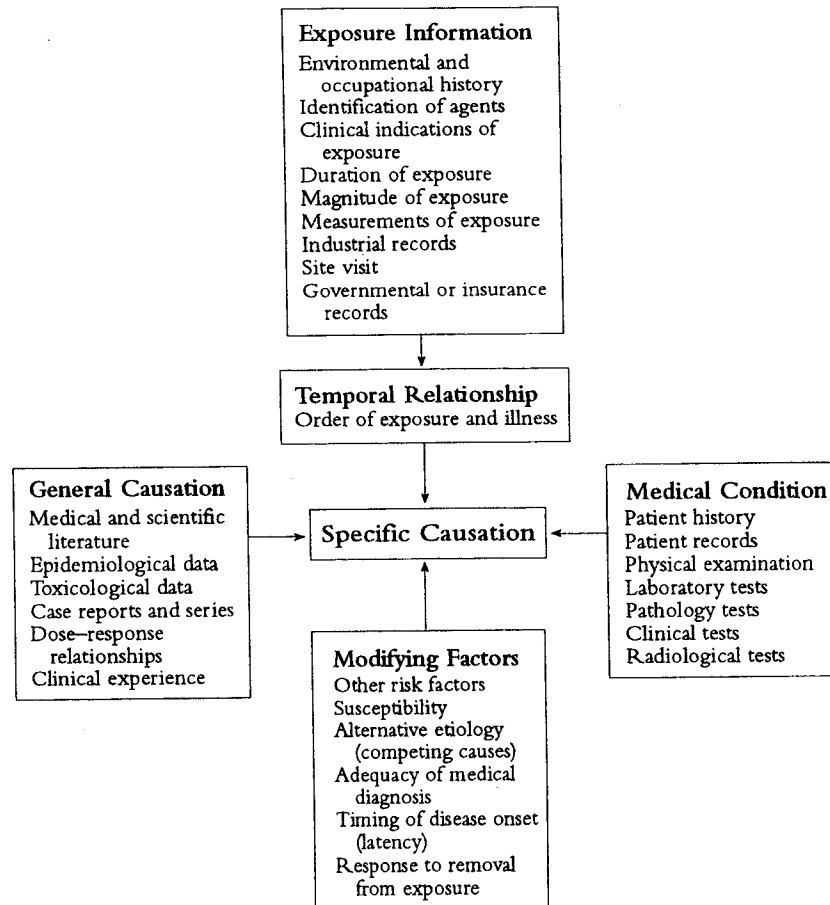 Exposure Information
Environmental and
occupational history
Identification of agents
Clinical indications of
exposure
Duration of exposure
Magnitude of exposure
Measurements of exposure
Industrial records
Site visit
Governmental or insurance
records
Temporal Relationship
Order of exposure and illness
General Causation
Medical and scientific
literature
Epidemiological data
Toxicological data
Case reports and series
Dose–response
relationships
Clinical experience
Specific Causation
Medical Condition
Patient history
Patient records
Physical examination
Laboratory tests
Pathology tests
Clinical tests
Radiological tests
Modifying Factors
Other risk factors
Susceptibility
Alternative etiology
(competing causes)
Adequacy of medical
diagnosis
Timing of disease onset
(latency)
Response to removal
from exposure